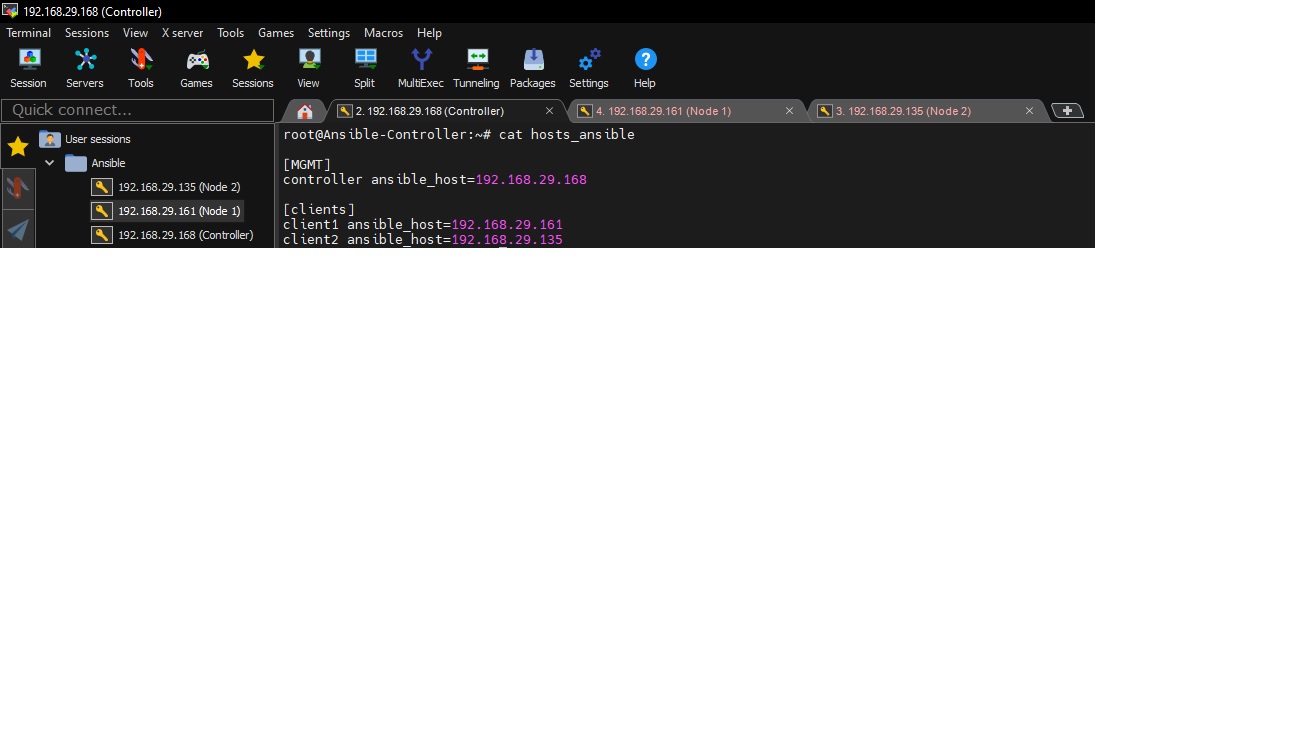 192.168.29.168 (Controller)
Terminal Sessions View X server Tools Games Settings Macros Help
Session Servers Tools Games Sessions View Split MultiExec Tunneling Packages Settings Help
Quick connect...
2. 192.168.29.168 (Controller)
4. 192.168.29.161 (Node 1)
3. 192.168.29.135 (Node 2)
User sessions
Ansible
192.168.29.135 (Node 2)
192.168.29.161 (Node 1)
192.168.29.168 (Controller)
root@Ansible-Controller:~# cat hosts_ansible
[MGMT]
controller ansible_host=192.168.29.168
[clients]
client1 ansible_host=192.168.29.161
client2 ansible_host=192.168.29.135